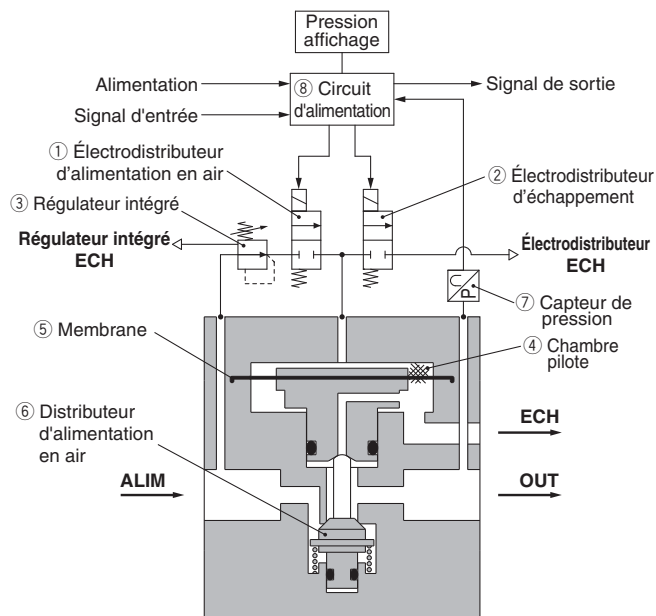 Pression
affichage
Alimentation
⑧ Circuit
d'alimentation
Signal de sortie
Signal d'entrée
① Électrodistributeur
d'alimentation en air
② Électrodistributeur
d'échappement
③ Régulateur intégré
Régulateur intégré
ECH
Électrodistributeur
ECH
P
U
⑦ Capteur de
pression
⑤ Membrane
④ Chambre
pilote
⑥ Distributeur
d'alimentation
en air
ECH
ALIM
OUT